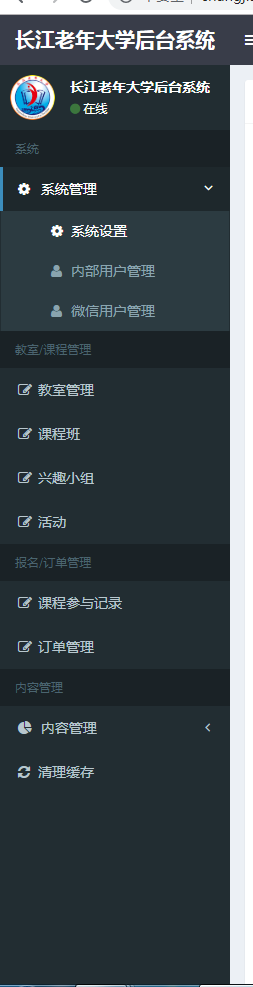 长江老年大学后台系统
长江老年大学后台系统
在线
系统
系统管理
系统设置
内部用户管理
微信用户管理
教室/课程管理
教室管理
课程班
兴趣小组
活动
报名/订单管理
课程参与记录
订单管理
内容管理
内容管理
清理缓存